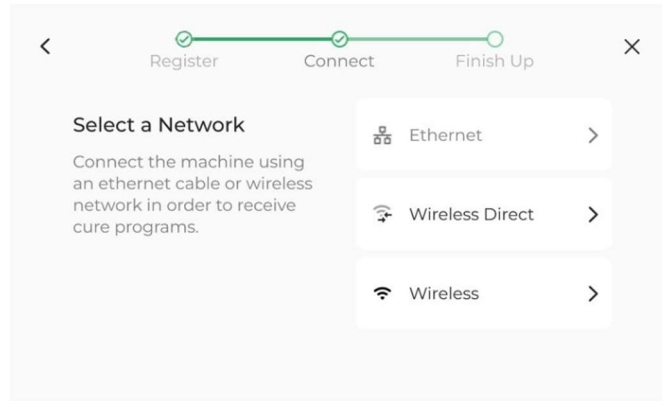 Register Connect Finish Up
Select a Network
Connect the machine using
an ethernet cable or wireless
network in order to receive
cure programs.
Ethernet
Wireless Direct
Wireless